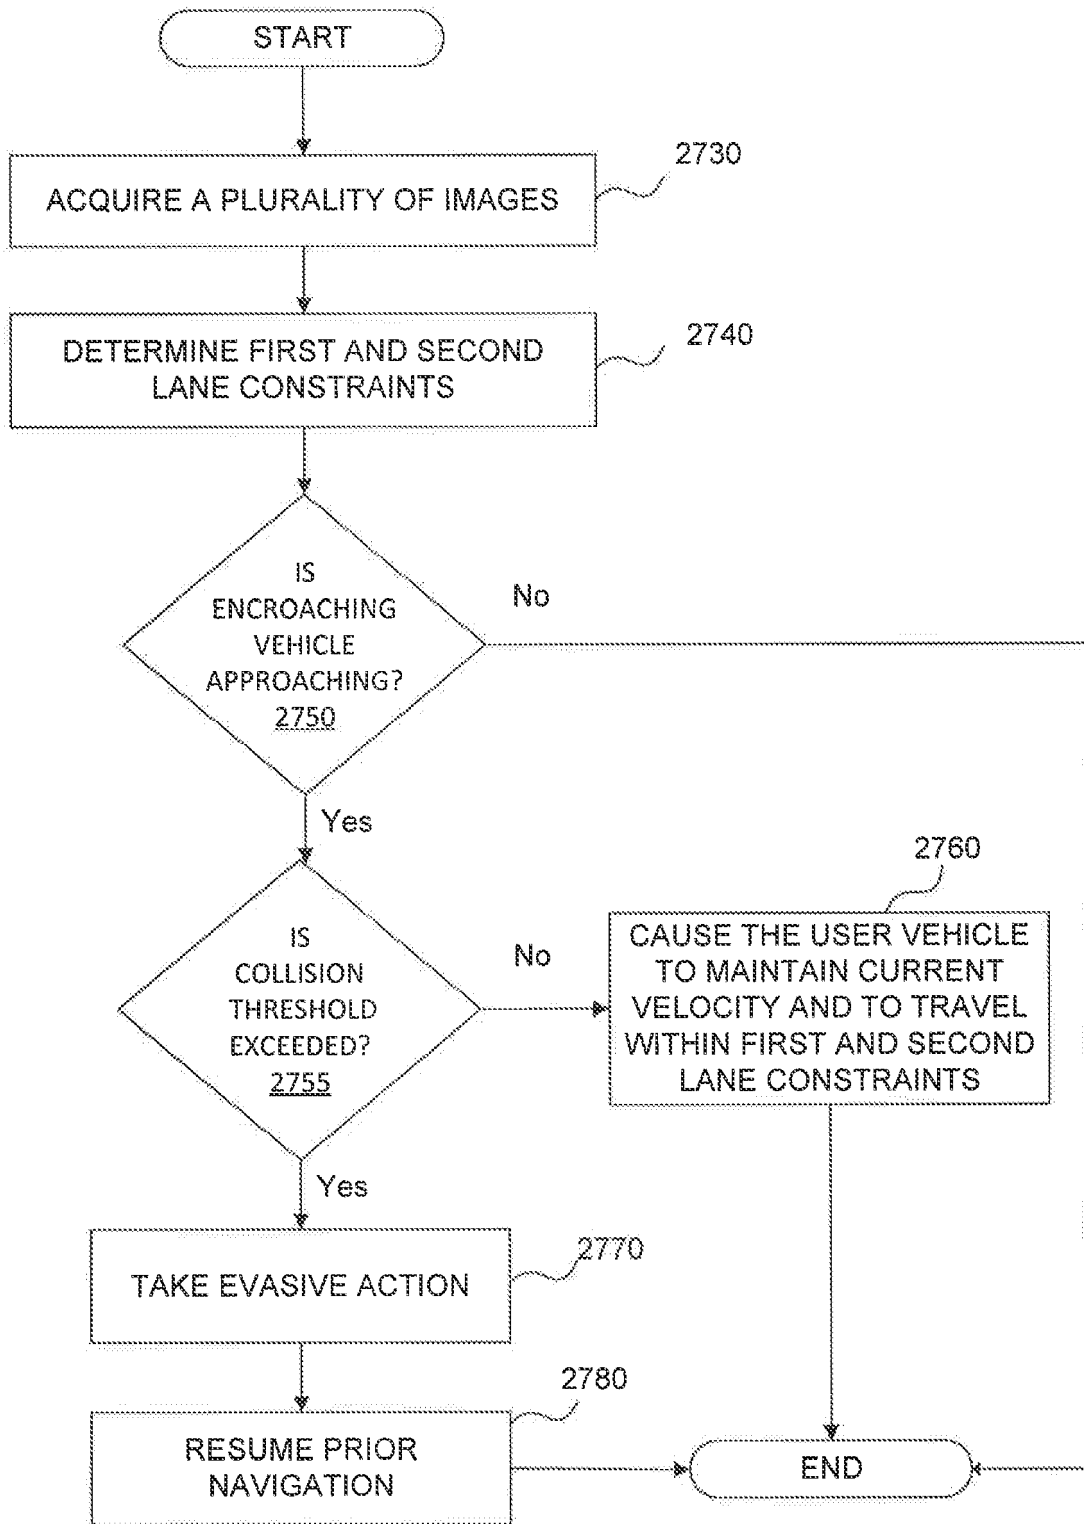 START
2730
ACQUIRE A PLURALITY OF IMAGES
2740
DETERMINE FIRST AND SECOND
LANE CONSTRAINTS
IS
ENCROACHING
VEHICLE
APPROACHING?
2750
No
Yes
2760
IS
COLLISION
THRESHOLD
EXCEEDED?
2755
No
CAUSE THE USER VEHICLE
TO MAINTAIN CURRENT
VELOCITY AND TO TRAVEL
WITHIN FIRST AND SECOND
LANE CONSTRAINTS
Yes
2770
TAKE EVASIVE ACTION
2780
RESUME PRIOR
NAVIGATION
END